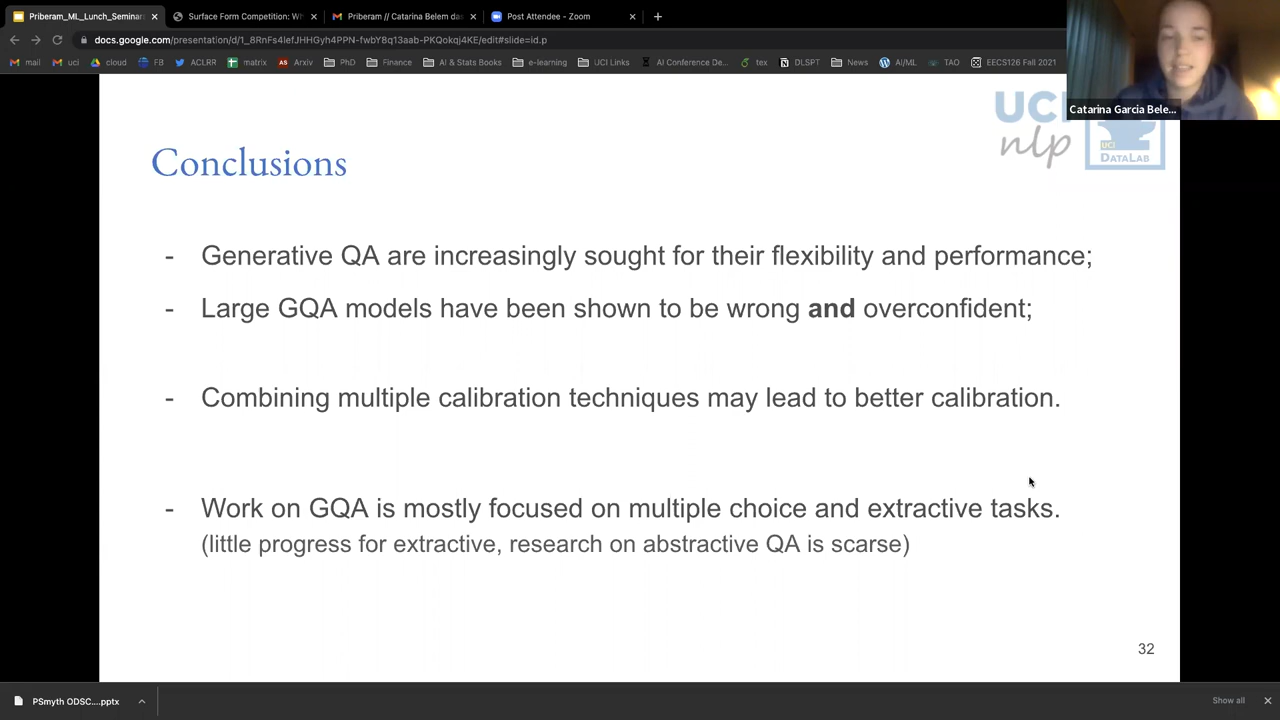 Priberam_ML_Lunch_Seminar
Surface Form Competition: Wh
Priberam // Catarina Belem das
Post Attendee - Zoom
docs.google.com/presentation/d/1_8RnFs4lefJHHGyh4PPN-fwbY8q13aab-PKQokqj4KE/edit#slide=id.p
mail uci cloud FB ACLRR matrix Arxiv PhD Finance AI & Stats Books e-learning UCI Links AI Conference De... tex DLSPT News AI/ML TAO EECS126 Fall 2021
Catarina Garcia Bele...
UCI
nlp
UCI
DATALAB
Conclusions
- Generative QA are increasingly sought for their flexibility and performance;
- Large GQA models have been shown to be wrong and overconfident;
- Combining multiple calibration techniques may lead to better calibration.
- Work on GQA is mostly focused on multiple choice and extractive tasks.
(little progress for extractive, research on abstractive QA is scarse)
32
PSmyth ODSC....pptx
Show all